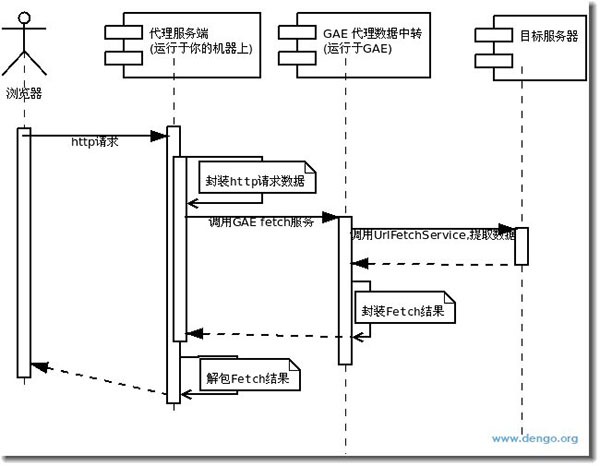 浏览器
代理服务端
(运行于你的机器上)
GAE 代理数据中转
(运行于GAE)
目标服务器
http请求
封装http请求数据
调用GAE fetch服务
调用UrlFetchService,提取数据
封装Fetch结果
解包Fetch结果
www.dengo.org